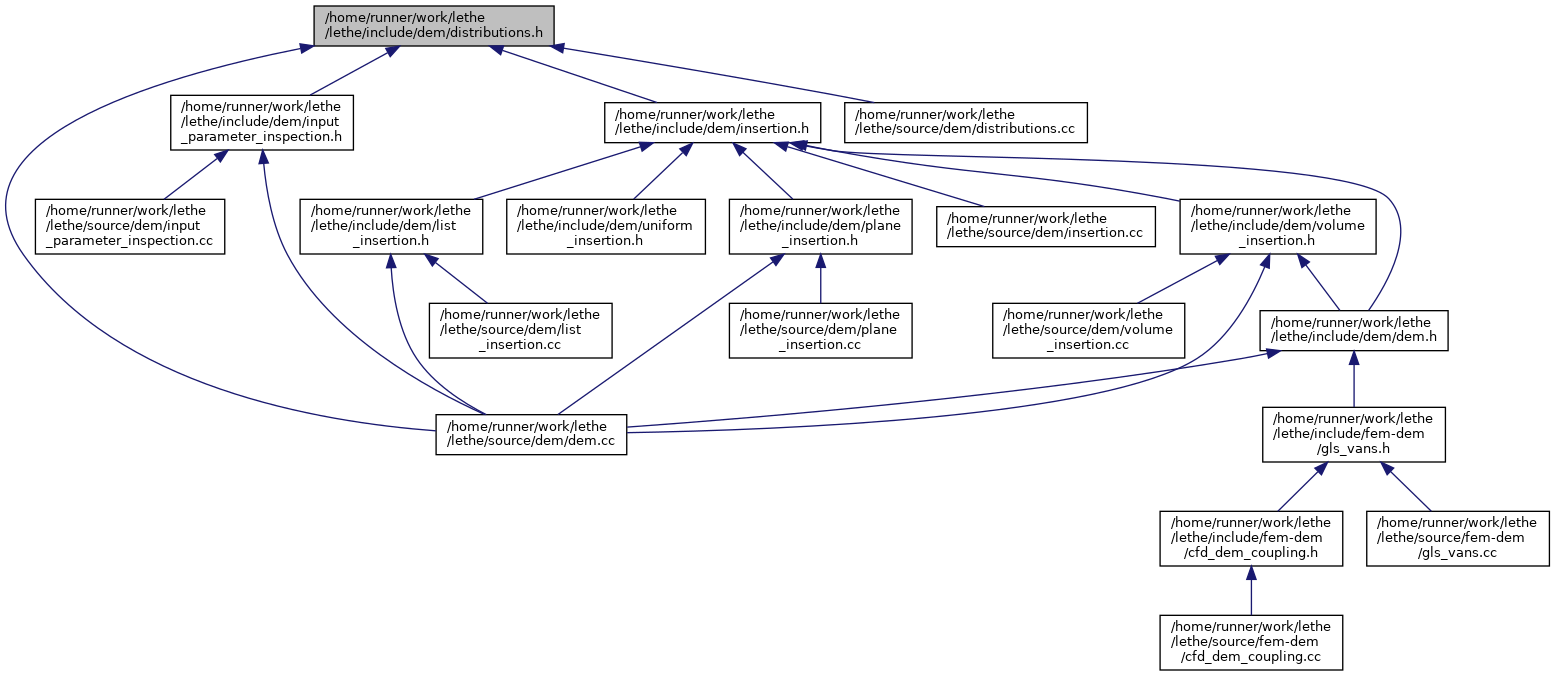 /home/runner/work/lethe
/lethe/include/dem/distributions.h
/home/runner/work/lethe
/lethe/include/dem/input
_parameter_inspection.h
/home/runner/work/lethe
/lethe/include/dem/insertion.h
/home/runner/work/lethe
/lethe/source/dem/distributions.cc
/home/runner/work/lethe
/lethe/source/dem/input
_parameter_inspection.cc
/home/runner/work/lethe
/lethe/include/dem/list
_insertion.h
/home/runner/work/lethe
/lethe/include/dem/uniform
_insertion.h
/home/runner/work/lethe
/lethe/include/dem/plane
_insertion.h
/home/runner/work/lethe
/lethe/source/dem/insertion.cc
/home/runner/work/lethe
/lethe/include/dem/volume
_insertion.h
/home/runner/work/lethe
/lethe/source/dem/list
_insertion.cc
/home/runner/work/lethe
/lethe/source/dem/plane
_insertion.cc
/home/runner/work/lethe
/lethe/source/dem/volume
_insertion.cc
/home/runner/work/lethe
/lethe/include/dem/dem.h
/home/runner/work/lethe
/lethe/source/dem/dem.cc
/home/runner/work/lethe
/lethe/include/fem-dem
/gls_vans.h
/home/runner/work/lethe
/lethe/include/fem-dem
/cfd_dem_coupling.h
/home/runner/work/lethe
/lethe/source/fem-dem
/gls_vans.cc
/home/runner/work/lethe
/lethe/source/fem-dem
/cfd_dem_coupling.cc